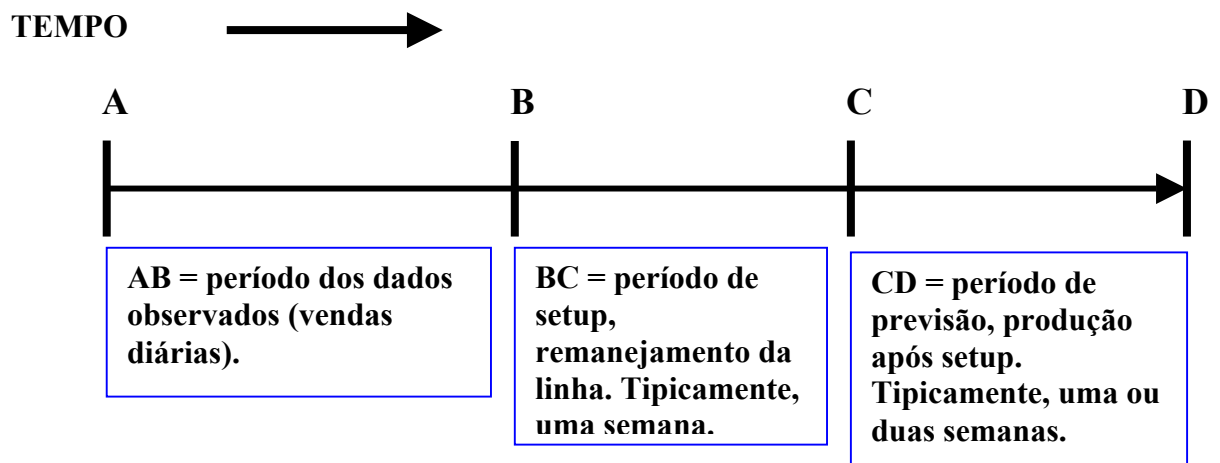 TEMPO
A B C D
AB = período dos dados
observados (vendas
diárias).
BC = período de
setup,
remanejamento da
linha. Tipicamente,
uma semana.
CD = período de
previsão, produção
após setup.
Tipicamente, uma ou
duas semanas.